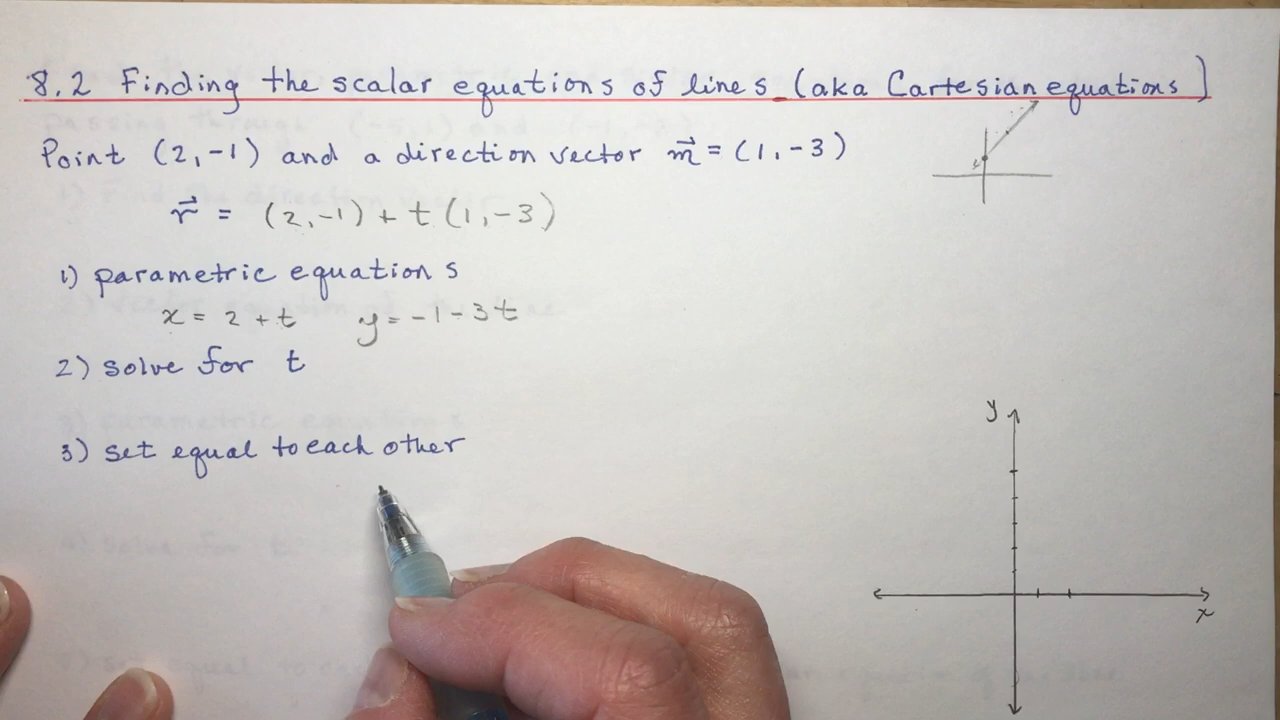 8.2 Finding the scalar equations of lines (aka Cartesian equations)
Point (2,-1) and a direction vector m⃗ = (1,-3)
r⃗ = (2,-1) + t (1,-3)
1) parametric equations
x = 2 + t y = -1 - 3t
2) solve for t
3) set equal to each other
y
x